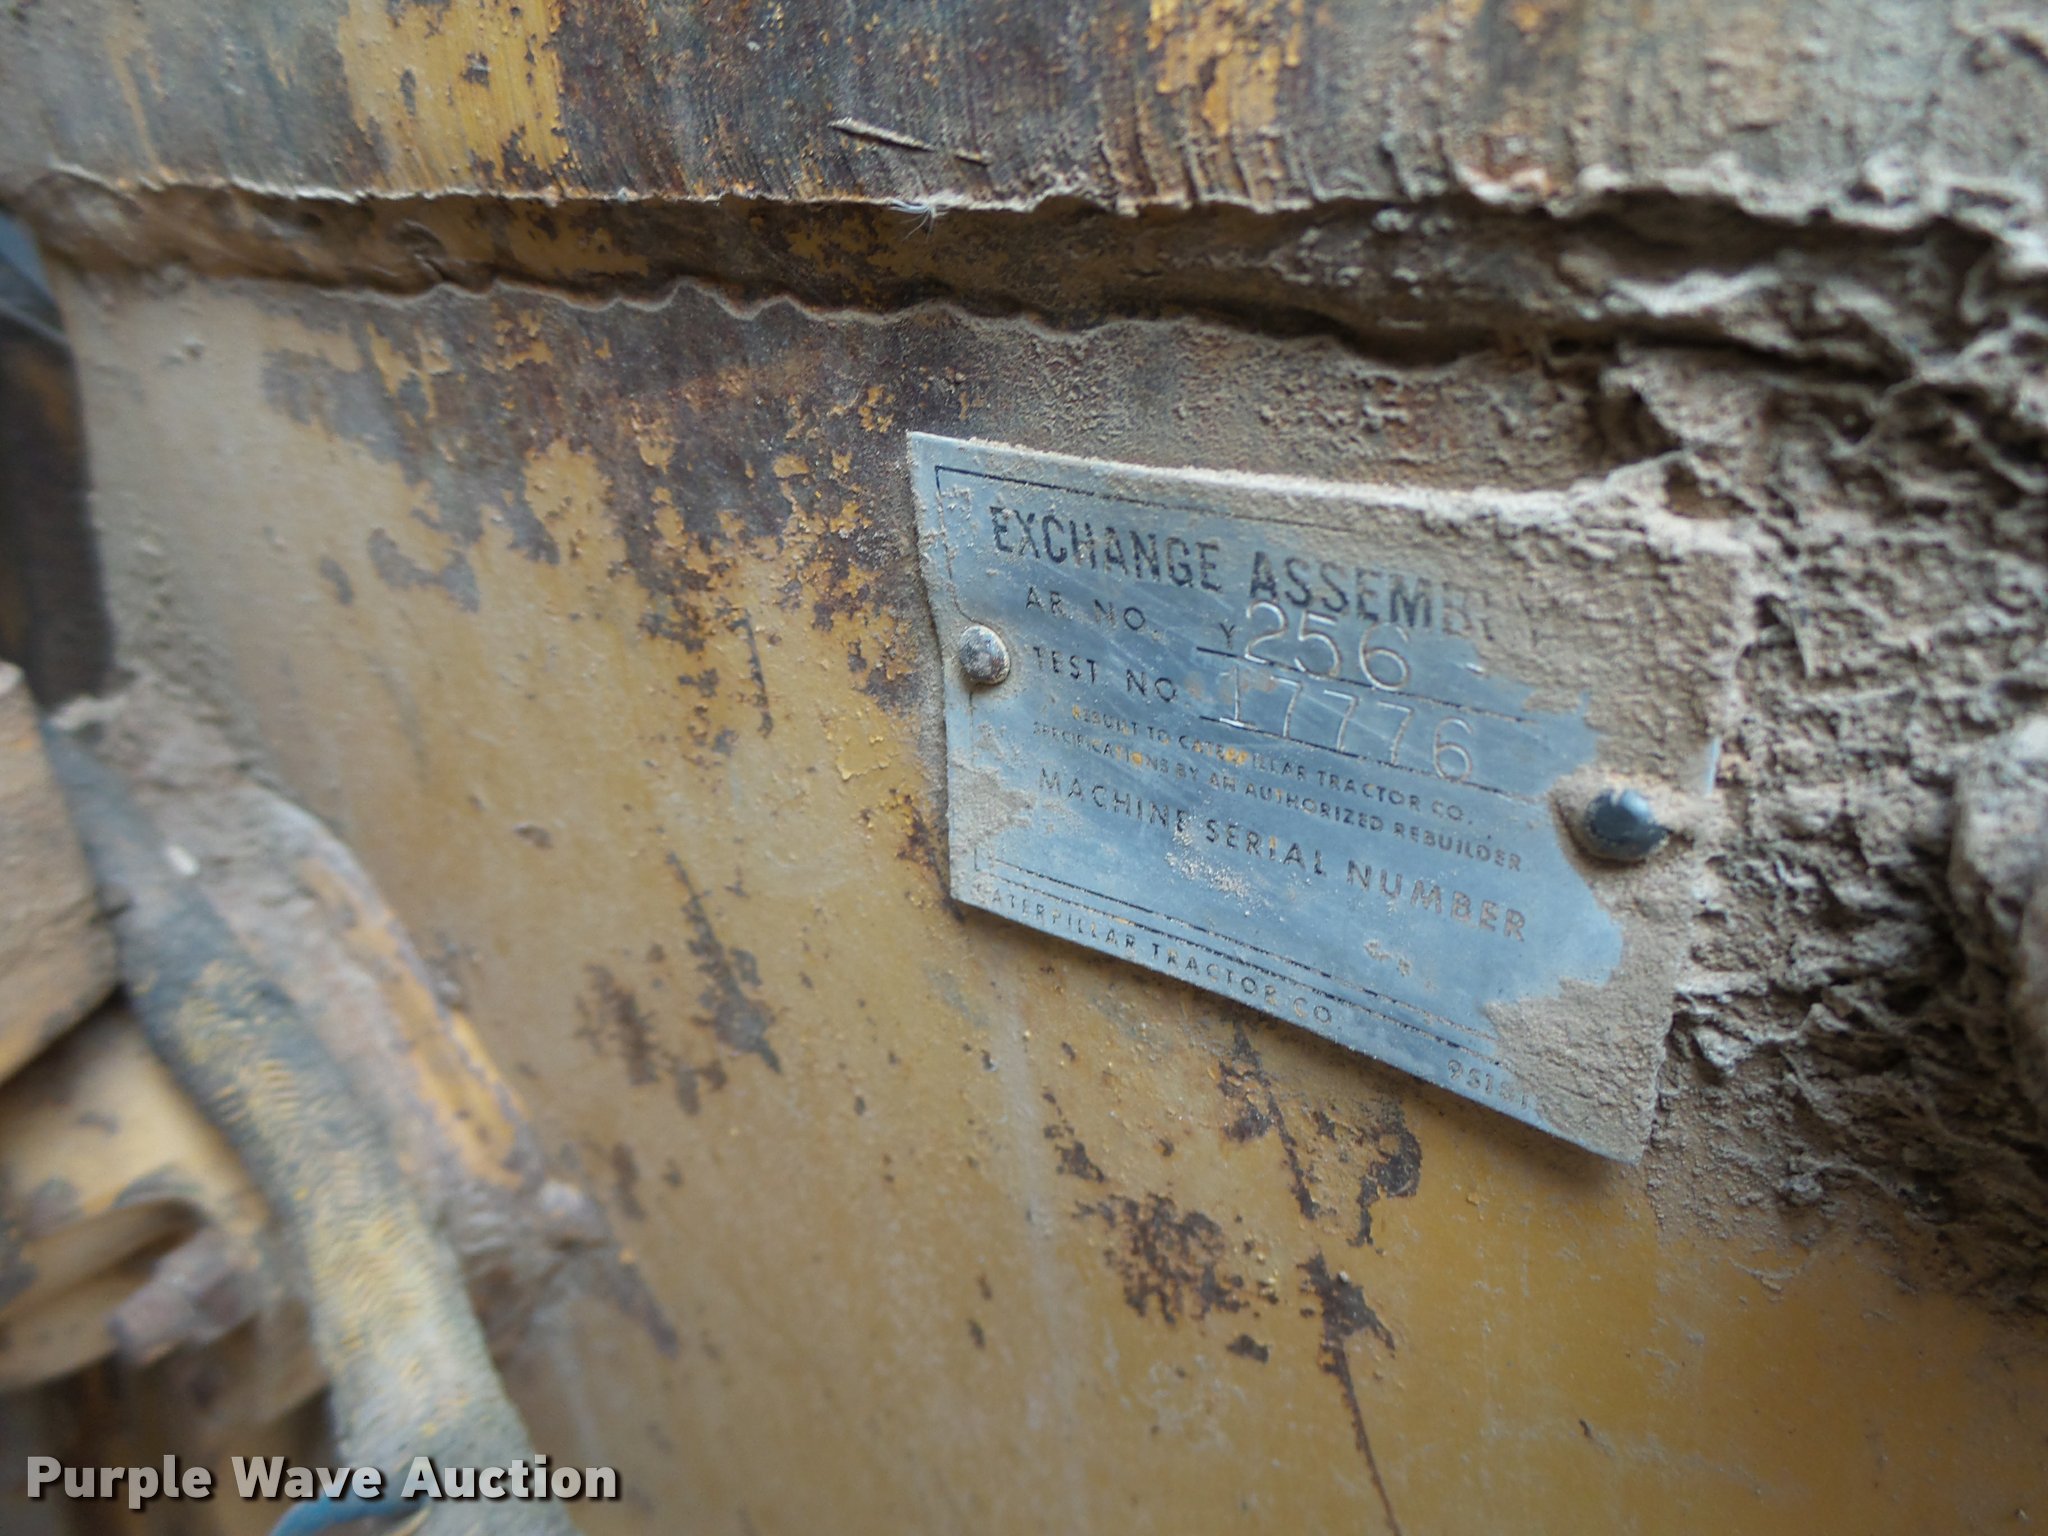 EXCHANGE ASSEMBLY
AR. NO. Y256
TEST NO 17776
REBUILT TO CATERPILLAR TRACTOR CO.
SPECIFICATIONS BY AN AUTHORIZED REBUILDER
MACHINE SERIAL NUMBER
CATERPILLAR TRACTOR CO.
Purple Wave Auction